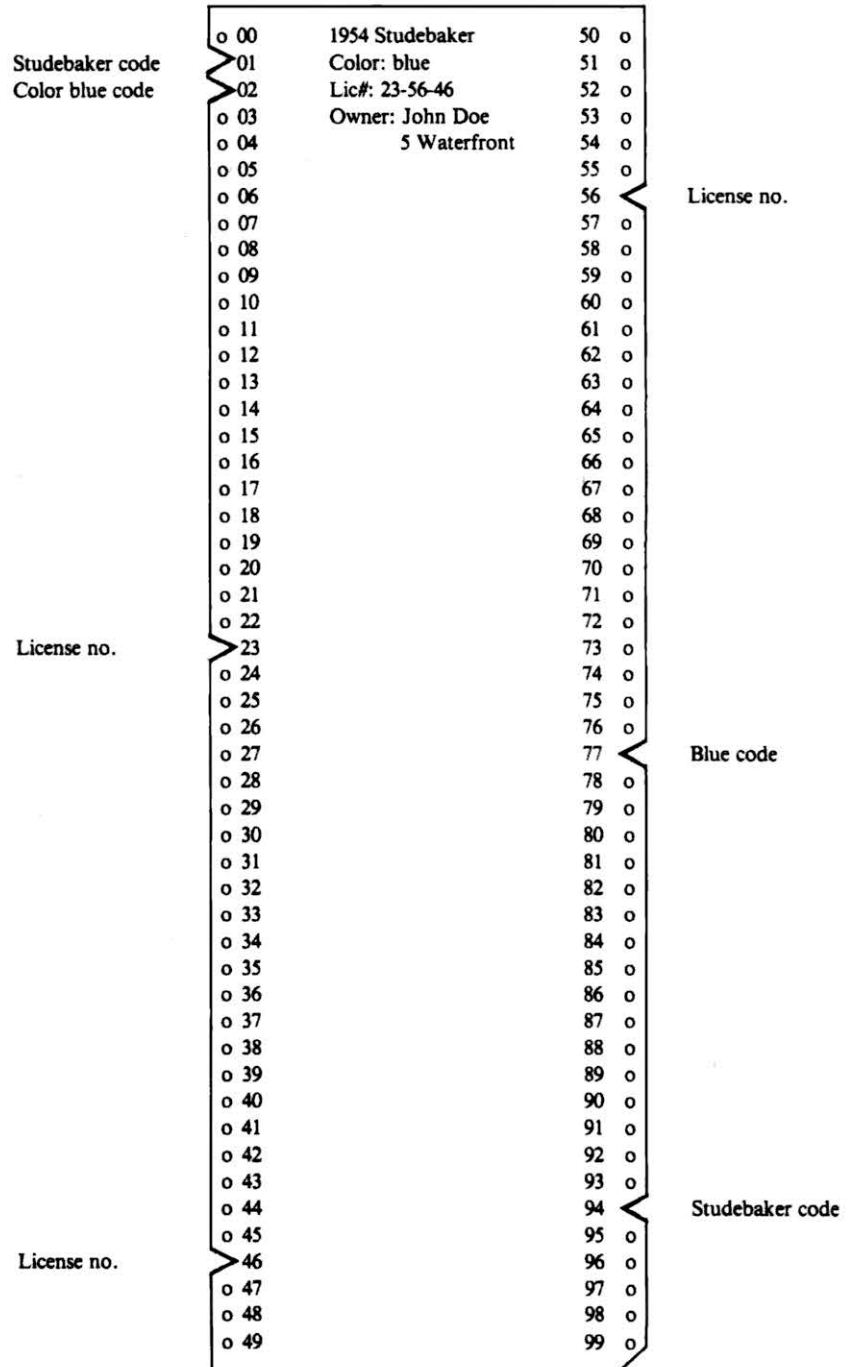 o 00 1954 Studebaker 50 o
Studebaker code 01 Color: blue 51 o
Color blue code 02 Lic#: 23-56-46 52 o
o 03 Owner: John Doe 53 o
o 04 5 Waterfront 54 o
o 05 55 o
o 06 56 License no.
o 07 57 o
o 08 58 o
o 09 59 o
o 10 60 o
o 11 61 o
o 12 62 o
o 13 63 o
o 14 64 o
o 15 65 o
o 16 66 o
o 17 67 o
o 18 68 o
o 19 69 o
o 20 70 o
o 21 71 o
o 22 72 o
License no. 23 73 o
o 24 74 o
o 25 75 o
o 26 76 o
o 27 77 Blue code
o 28 78 o
o 29 79 o
o 30 80 o
o 31 81 o
o 32 82 o
o 33 83 o
o 34 84 o
o 35 85 o
o 36 86 o
o 37 87 o
o 38 88 o
o 39 89 o
o 40 90 o
o 41 91 o
o 42 92 o
o 43 93 o
o 44 94 Studebaker code
o 45 95 o
License no. 46 96 o
o 47 97 o
o 48 98 o
o 49 99 o